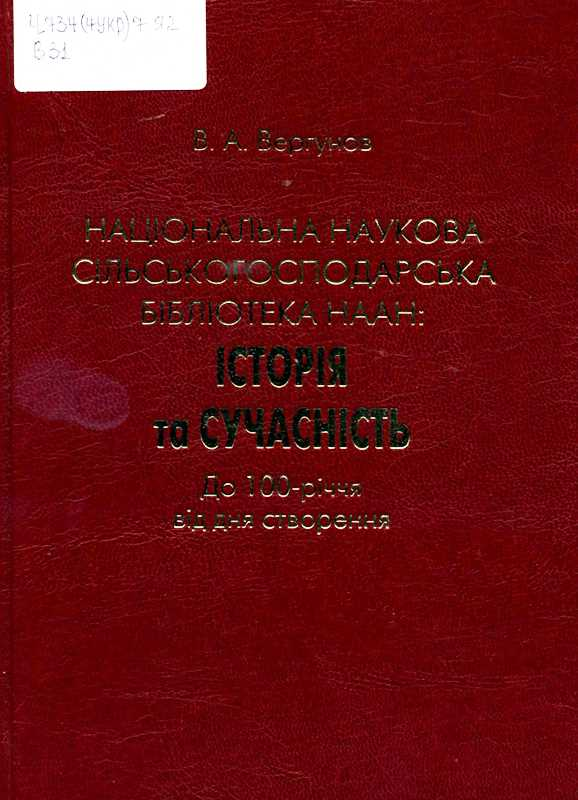 Ч734(4УКР)7 я2
В31
В. А. Вергунов
НАЦІОНАЛЬНА НАУКОВА
СІЛЬСЬКОГОСПОДАРСЬКА
БІБЛІОТЕКА НААН:
ІСТОРІЯ
та СУЧАСНІСТЬ
До 100-річчя
від дня створення